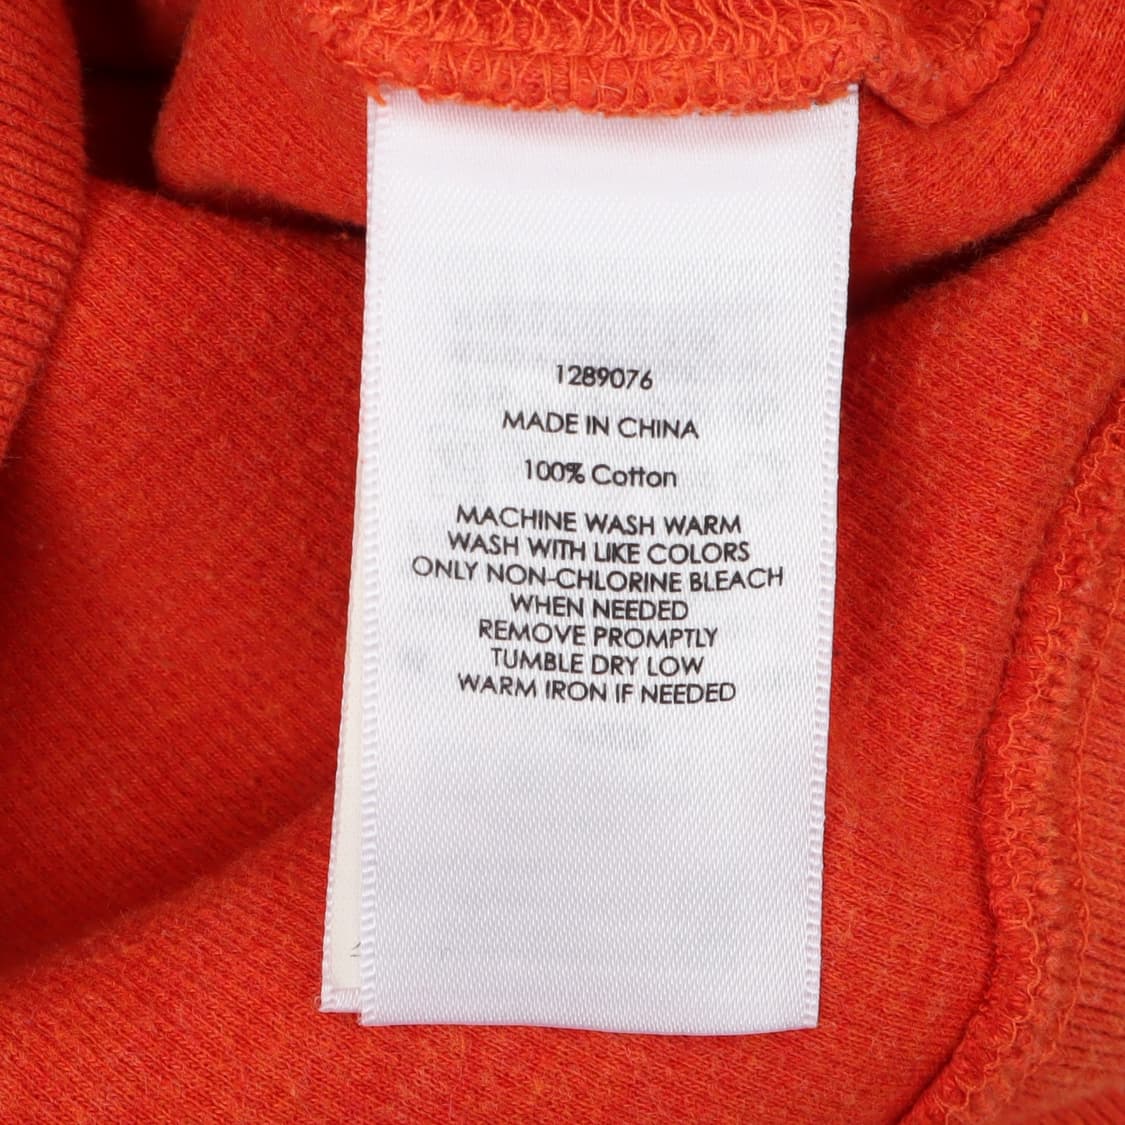 1289076
MADE IN CHINA
100% Cotton
MACHINE WASH WARM
WASH WITH LIKE COLORS
ONLY NON-CHLORINE BLEACH
WHEN NEEDED
REMOVE PROMPTLY
TUMBLE DRY LOW
WARM IRON IF NEEDED